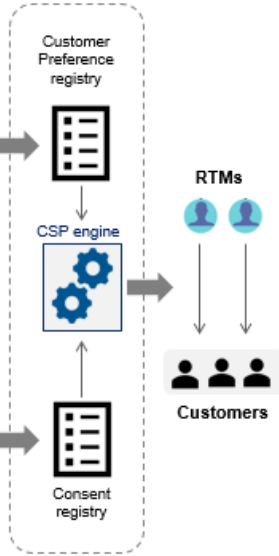 Customer
Preference
registry
CSP engine
RTMs
Customers
Consent
registry